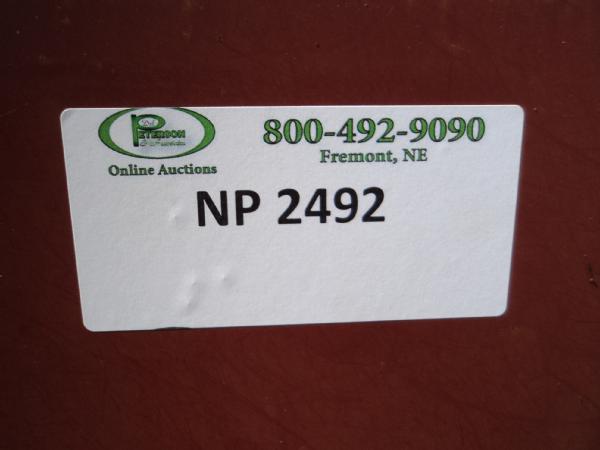 PETERSON
Online Auctions
800-492-9090
Fremont, NE
NP 2492